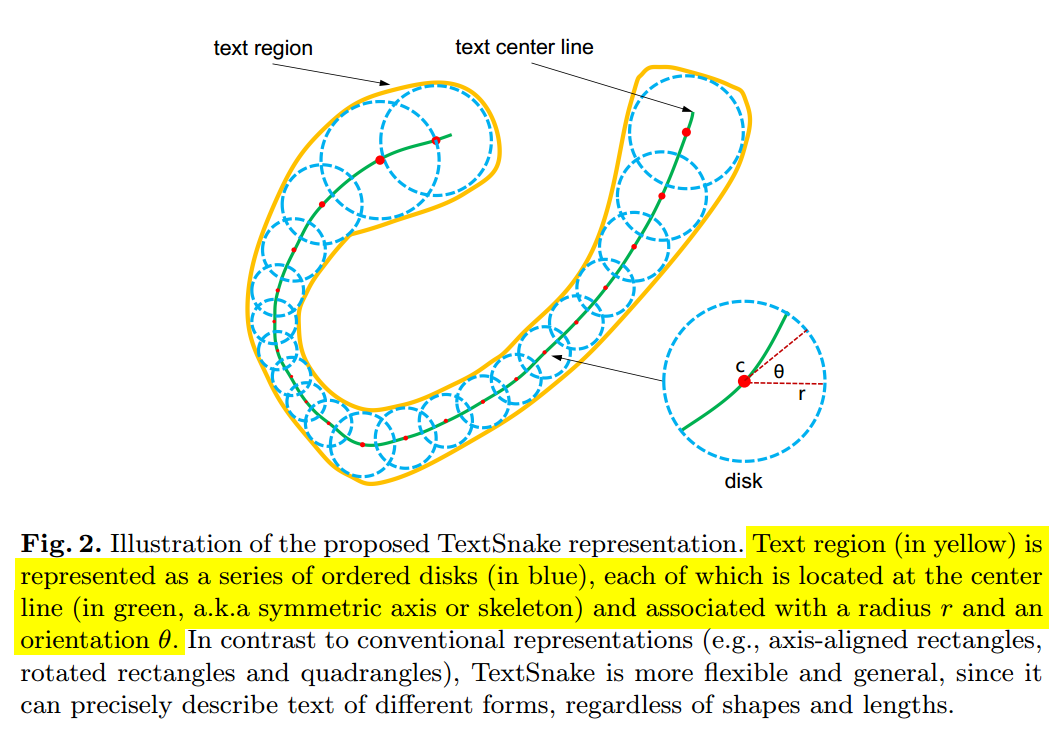 text region
text center line
c
θ
r
disk
Fig. 2. Illustration of the proposed TextSnake representation. Text region (in yellow) is
represented as a series of ordered disks (in blue), each of which is located at the center
line (in green, a.k.a symmetric axis or skeleton) and associated with a radius r and an
orientation θ. In contrast to conventional representations (e.g., axis-aligned rectangles,
rotated rectangles and quadrangles), TextSnake is more flexible and general, since it
can precisely describe text of different forms, regardless of shapes and lengths.